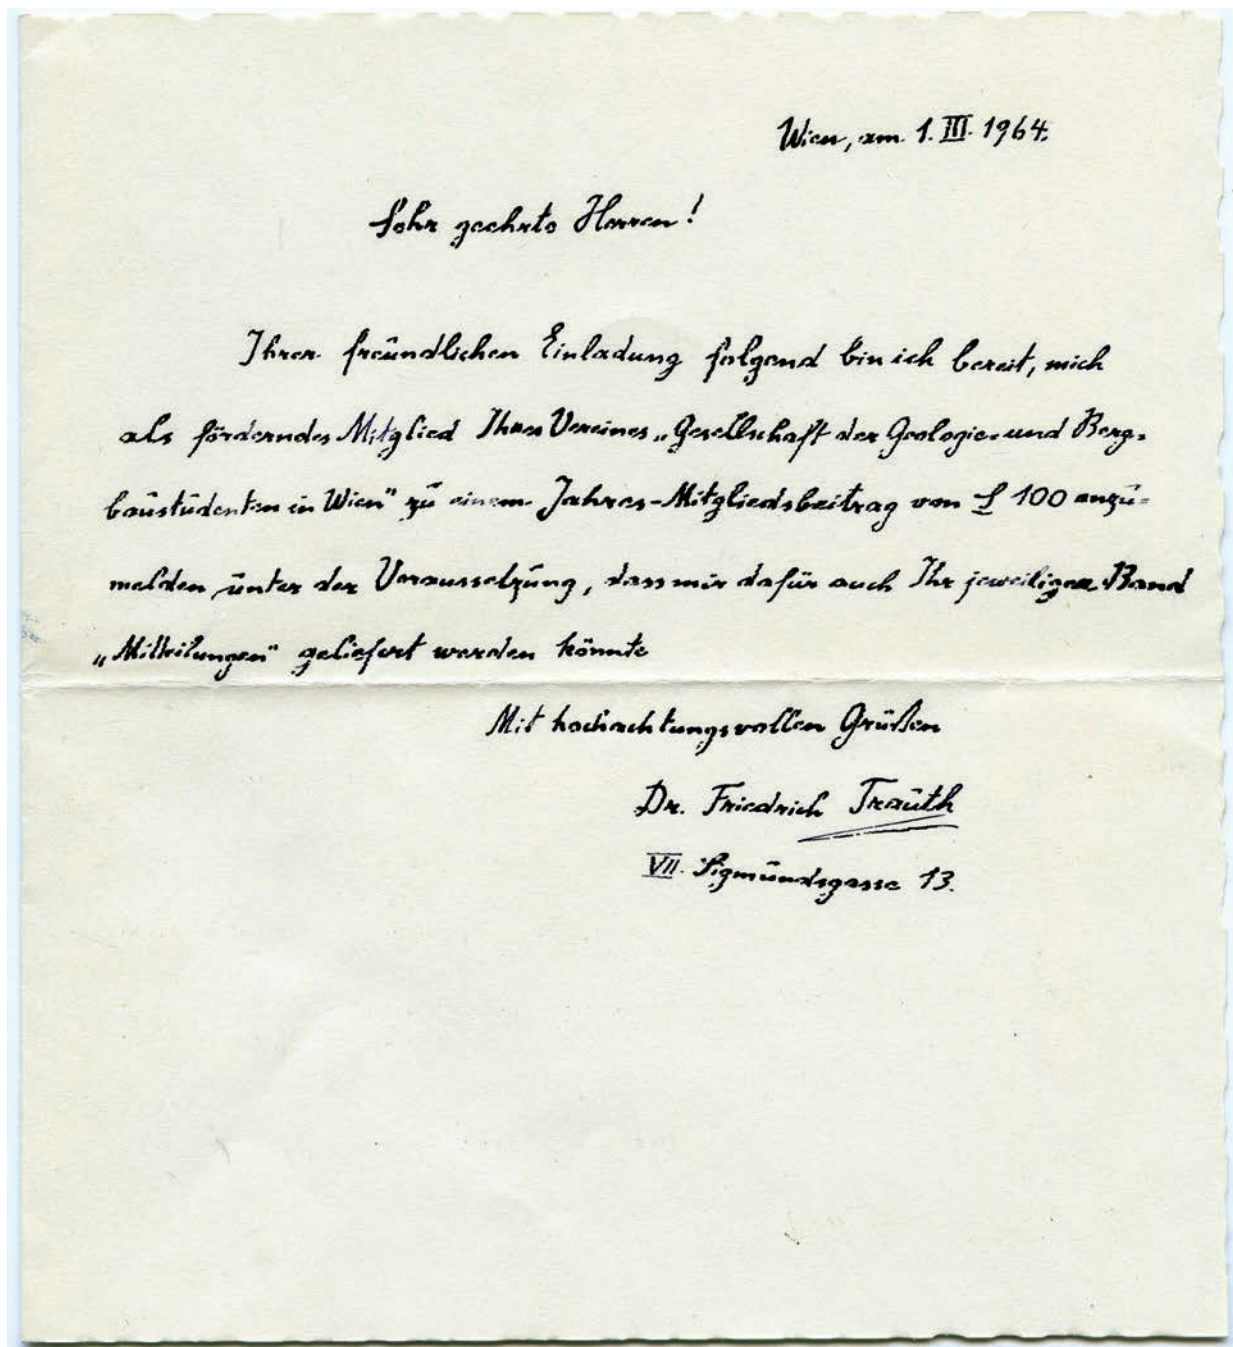 Wien, am 1. III. 1964.
Sehr geehrte Herren!
Ihrer freundlichen Einladung folgend bin ich bereit, mich
als förderndes Mitglied Ihres Vereines „Gesellschaft der Geologie- und Berg-
baustudenten in Wien" zu einem Jahres-Mitgliedsbeitrag von S 100 anzu-
melden unter der Voraussetzung, dass mir dafür auch Ihr jeweiliger Band
„Mitteilungen" geliefert werden könnte
Mit hochachtungsvollen Grüßen
Dr. Friedrich Trauth
VII. Sigmundsgasse 13.